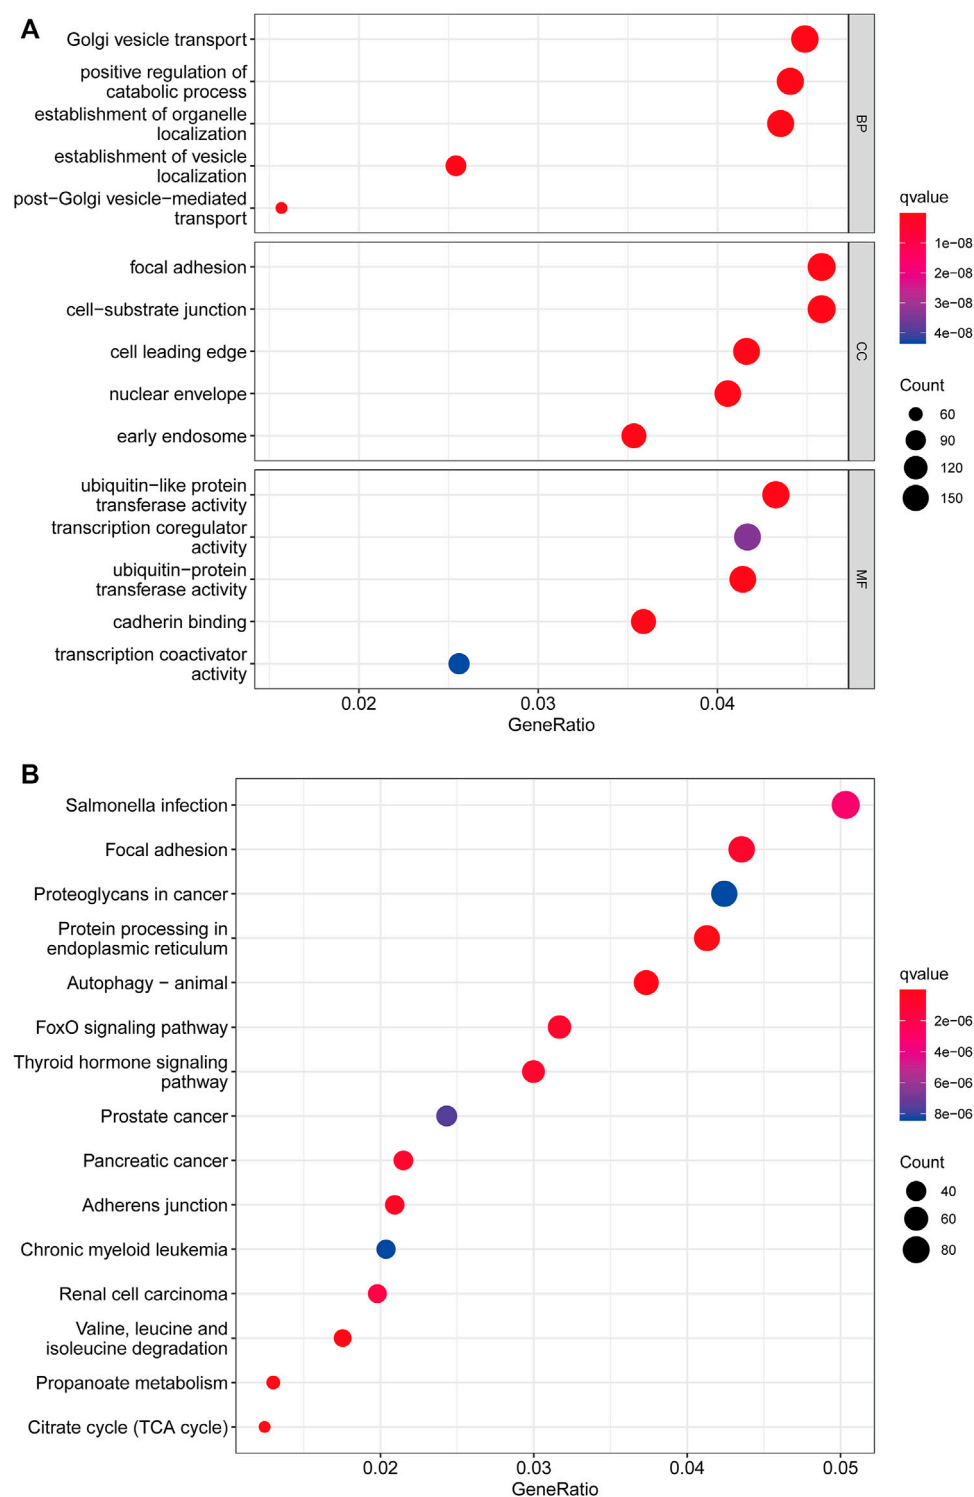 A
Golgi vesicle transport
positive regulation of
catabolic process
establishment of organelle
localization
establishment of vesicle
localization
post−Golgi vesicle−mediated
transport
BP
focal adhesion
cell−substrate junction
cell leading edge
nuclear envelope
early endosome
CC
ubiquitin−like protein
transferase activity
transcription coregulator
activity
ubiquitin−protein
transferase activity
cadherin binding
transcription coactivator
activity
MF
0.02
0.03
0.04
GeneRatio
qvalue
1e−08
2e−08
3e−08
4e−08
Count
60
90
120
150
B
Salmonella infection
Focal adhesion
Proteoglycans in cancer
Protein processing in
endoplasmic reticulum
Autophagy − animal
FoxO signaling pathway
Thyroid hormone signaling
pathway
Prostate cancer
Pancreatic cancer
Adherens junction
Chronic myeloid leukemia
Renal cell carcinoma
Valine, leucine and
isoleucine degradation
Propanoate metabolism
Citrate cycle (TCA cycle)
0.02
0.03
0.04
0.05
GeneRatio
qvalue
2e−06
4e−06
6e−06
8e−06
Count
40
60
80